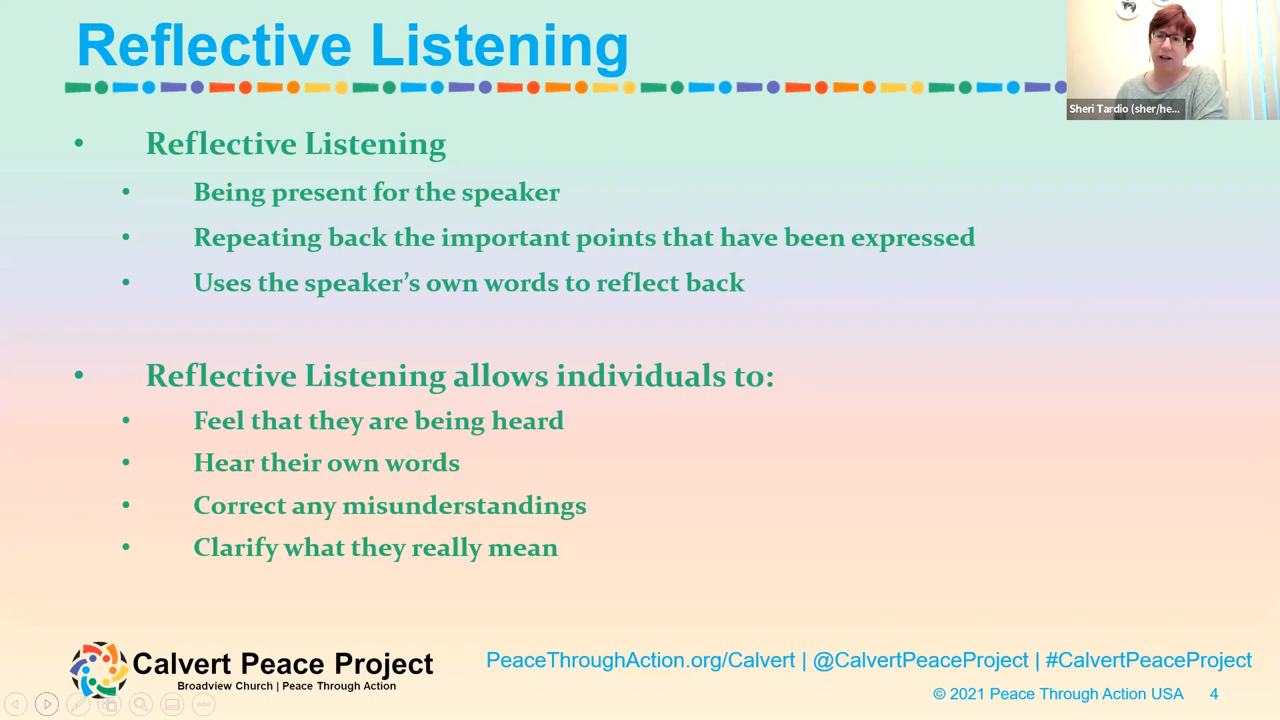 Reflective Listening
Sheri Tardio (sher/he...
• Reflective Listening
• Being present for the speaker
• Repeating back the important points that have been expressed
• Uses the speaker’s own words to reflect back
• Reflective Listening allows individuals to:
• Feel that they are being heard
• Hear their own words
• Correct any misunderstandings
• Clarify what they really mean
Calvert Peace Project
Broadview Church | Peace Through Action
PeaceThroughAction.org/Calvert | @CalvertPeaceProject | #CalvertPeaceProject
© 2021 Peace Through Action USA 4